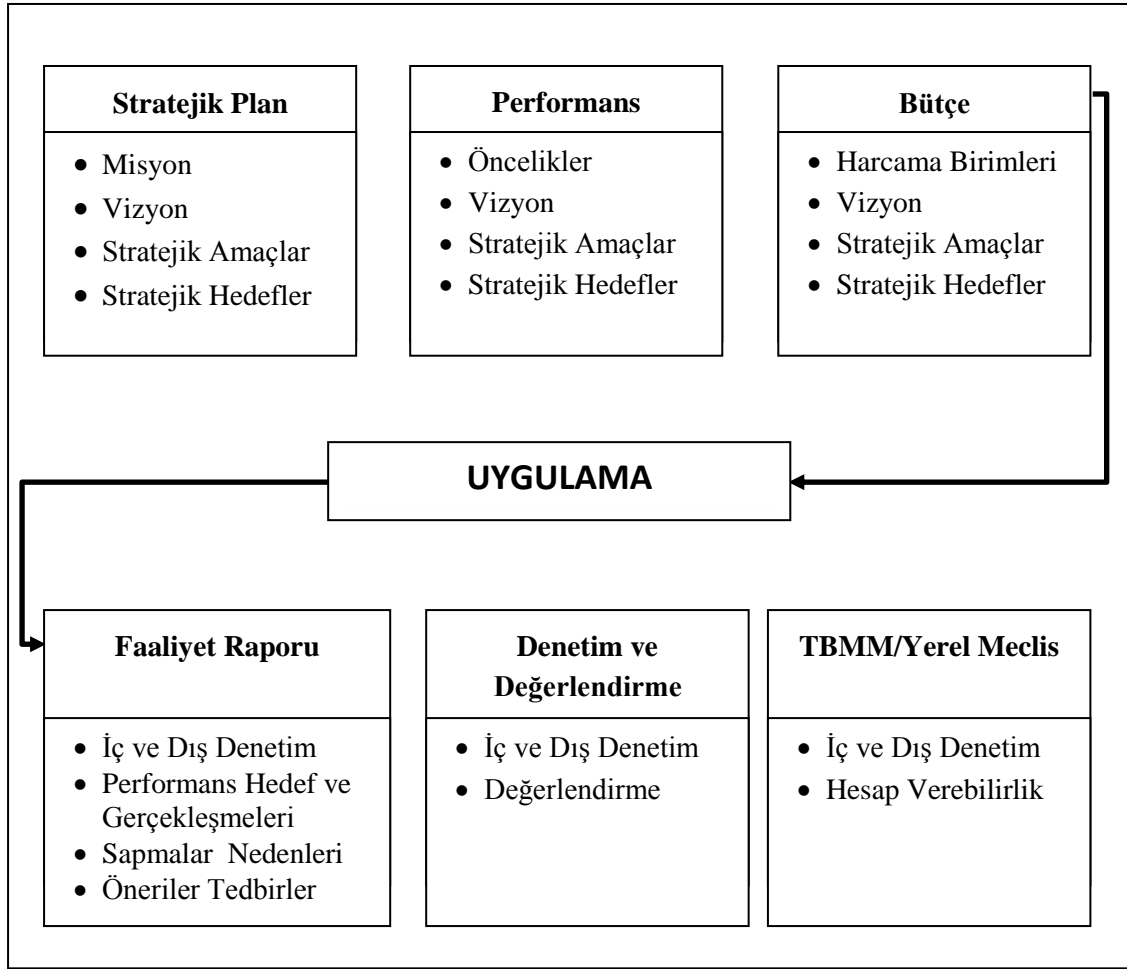 Stratejik Plan
• Misyon
• Vizyon
• Stratejik Amaçlar
• Stratejik Hedefler
Performans
• Öncelikler
• Vizyon
• Stratejik Amaçlar
• Stratejik Hedefler
Bütçe
• Harcama Birimleri
• Vizyon
• Stratejik Amaçlar
• Stratejik Hedefler
UYGULAMA
Faaliyet Raporu
• İç ve Dış Denetim
• Performans Hedef ve
Gerçekleşmeleri
• Sapmalar Nedenleri
• Öneriler Tedbirler
Denetim ve
Değerlendirme
• İç ve Dış Denetim
• Değerlendirme
TBMM/Yerel Meclis
• İç ve Dış Denetim
• Hesap Verebilirlik